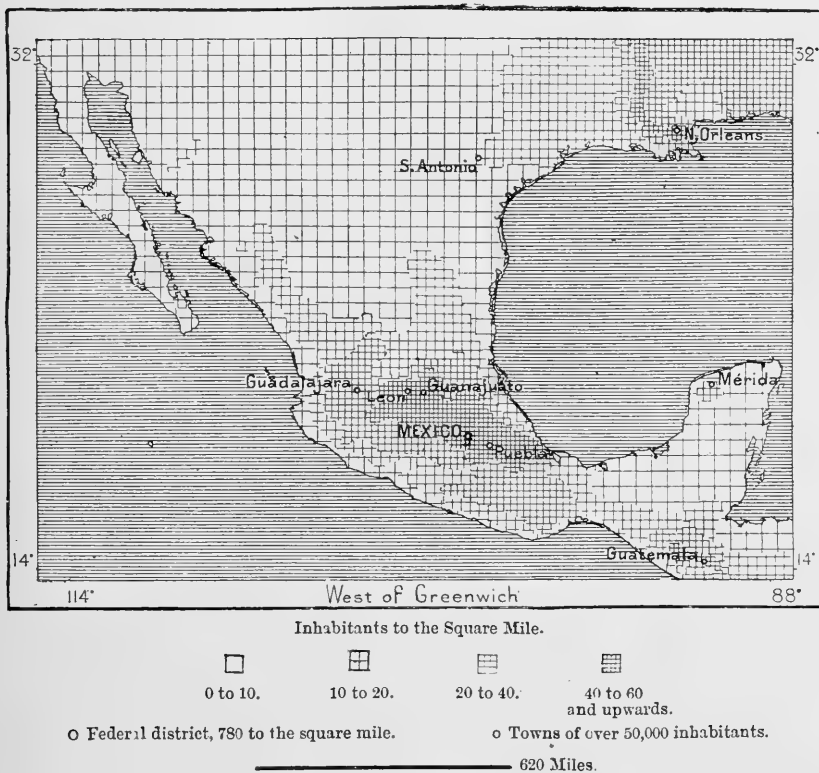 32° 32°
N. Orleans
S. Antonio
Guadalajara Leon Guanajuato Mérida
MEXICO
Puebla
Guatemala
14° 14°
114° West of Greenwich 88°
Inhabitants to the Square Mile.
0 to 10. 10 to 20. 20 to 40. 40 to 60
and upwards.
Federal district, 780 to the square mile. Towns of over 50,000 inhabitants.
620 Miles.